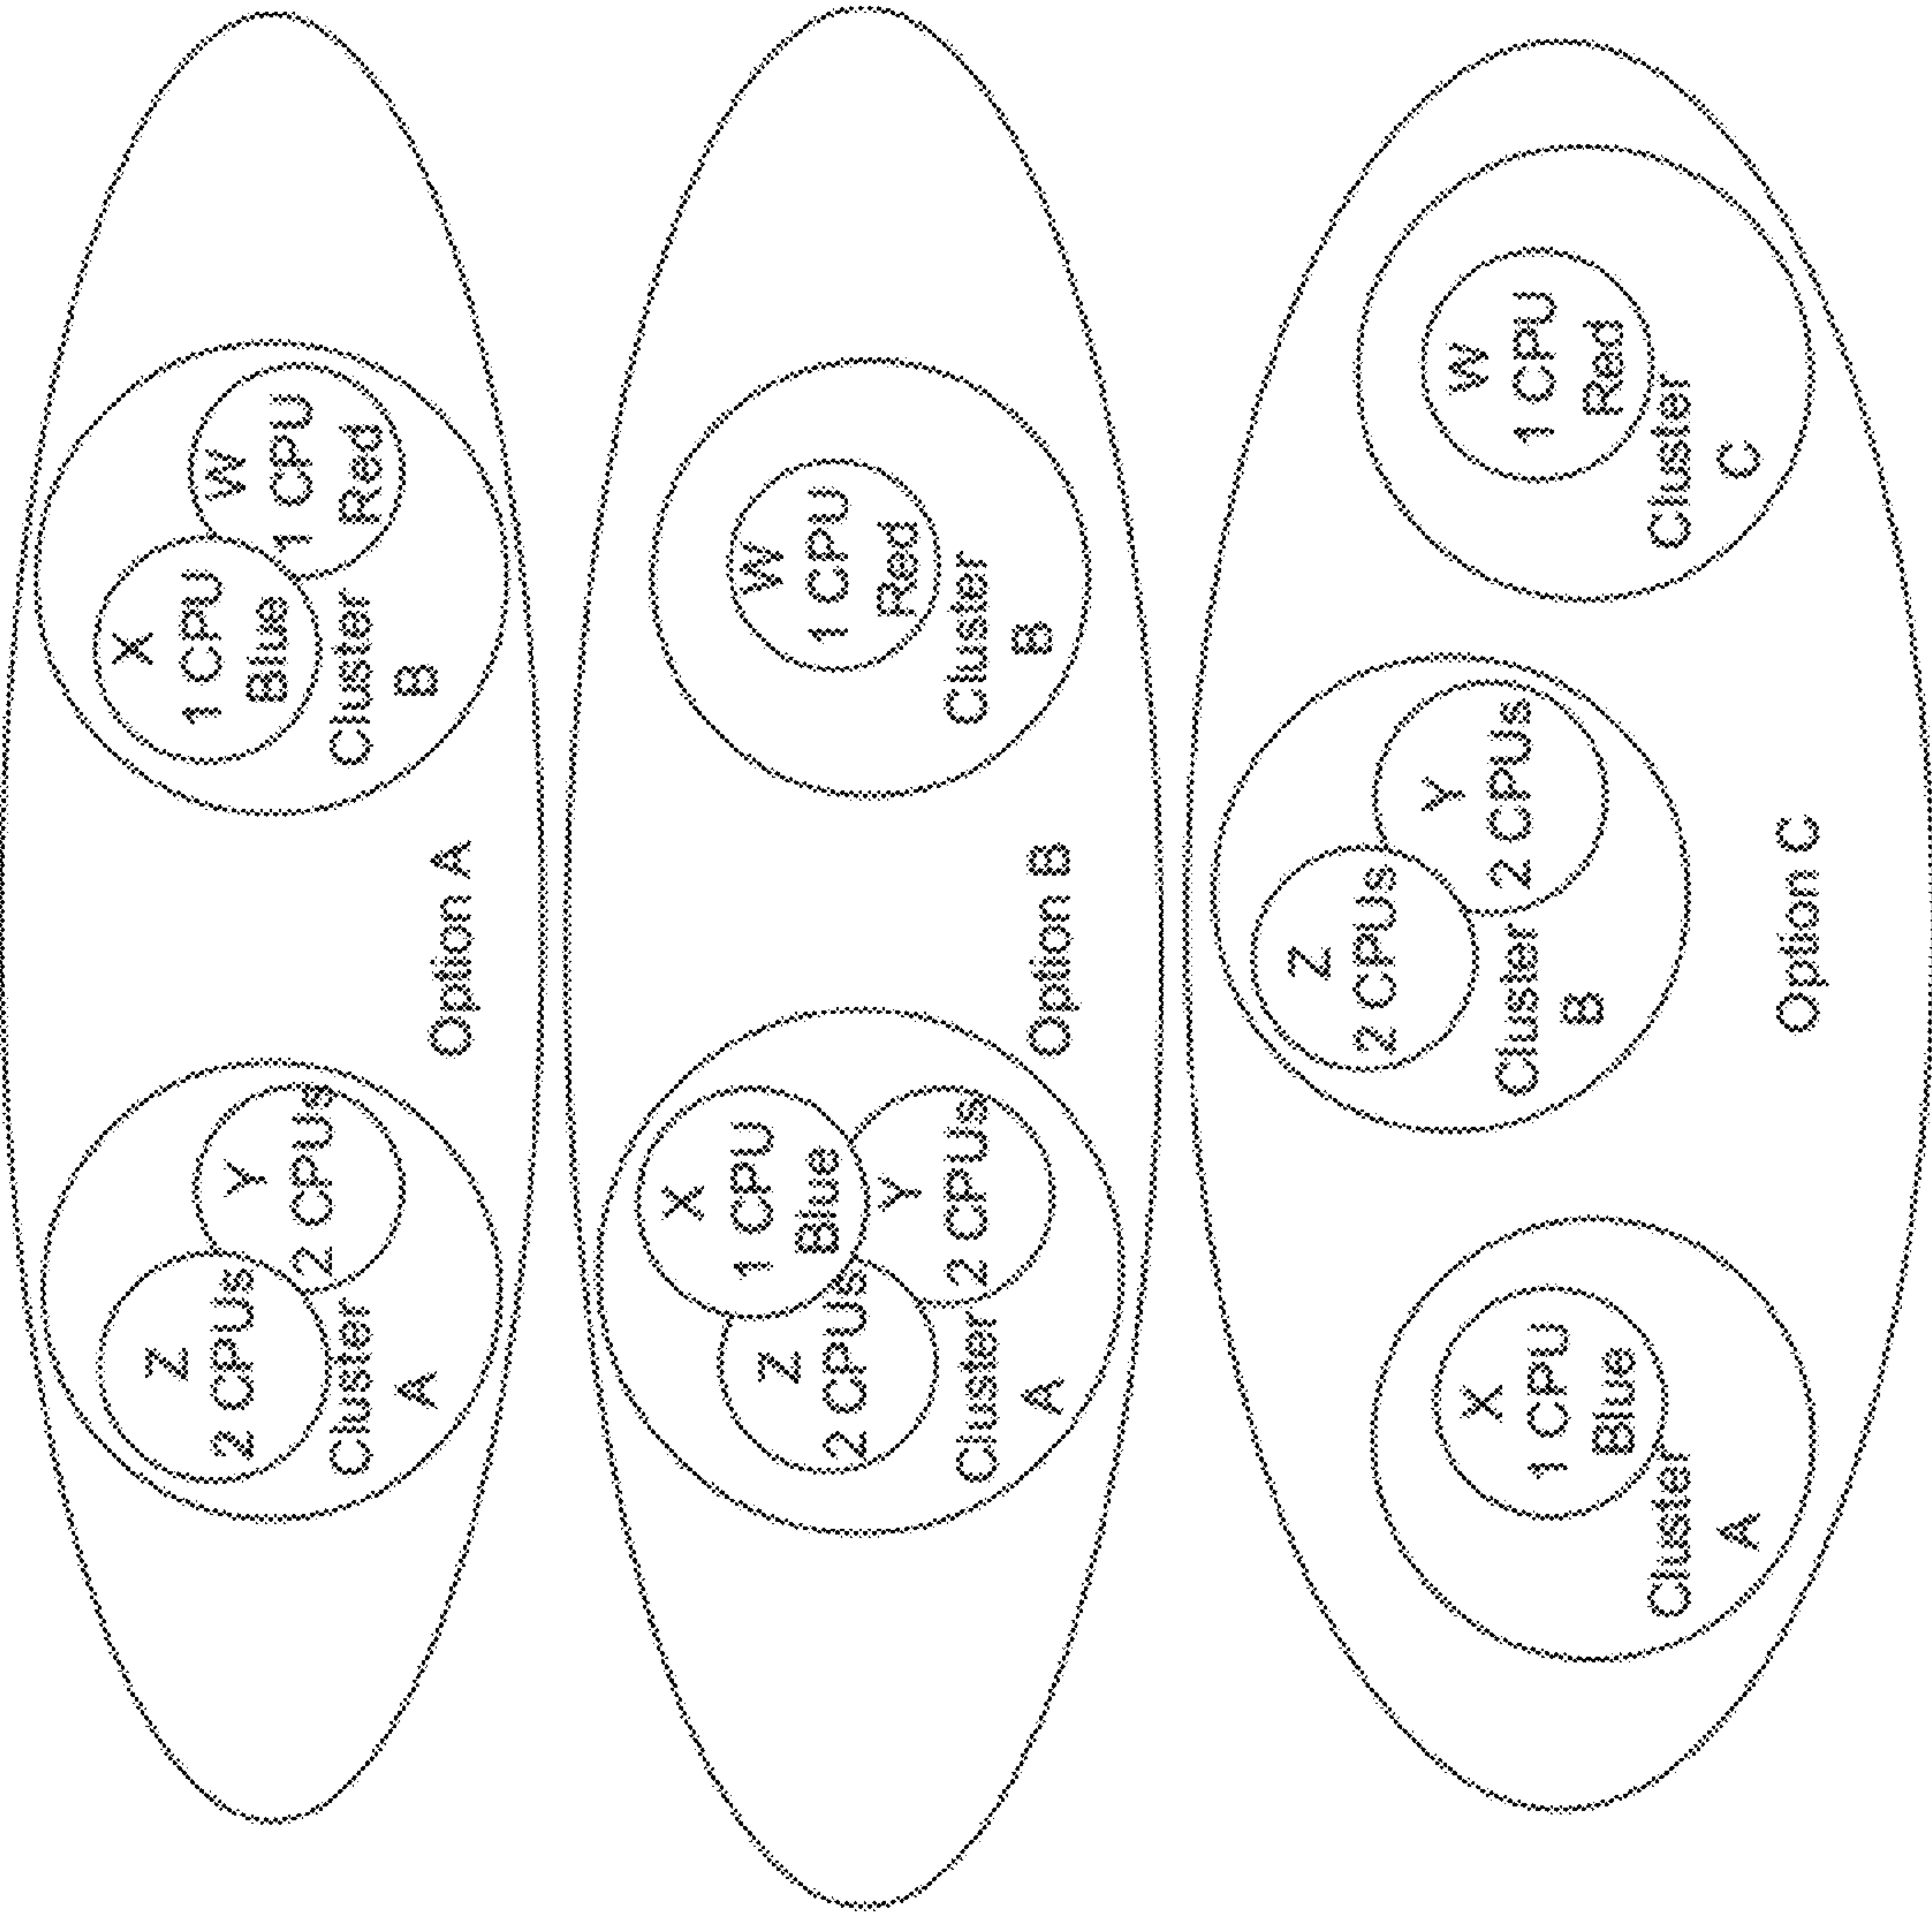 Z
2 CPUs
Y
2 CPUs
Cluster
A
X
1 CPU
Blue
W
1 CPU
Red
Cluster
B
Option A
X
1 CPU
Blue
Z
2 CPUs
Y
2 CPUs
Cluster
A
W
1 CPU
Red
Cluster
B
Option B
X
1 CPU
Blue
Cluster
A
Z
2 CPUs
Y
2 CPUs
Cluster
B
W
1 CPU
Red
Cluster
C
Option C